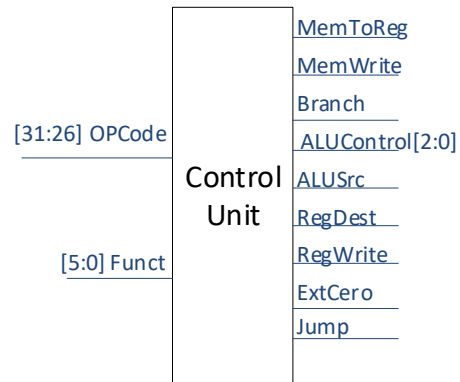 MemToReg
MemWrite
Branch
[31:26] OPCode
ALUControl[2:0]
Control
Unit
ALUSrc
RegDest
RegWrite
[5:0] Funct
ExtCero
Jump